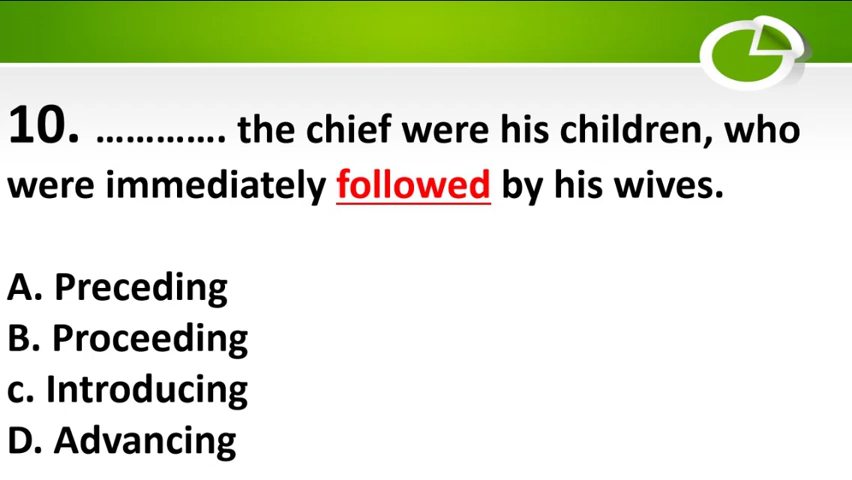 10. ............. the chief were his children, who
were immediately followed by his wives.
A. Preceding
B. Proceeding
c. Introducing
D. Advancing